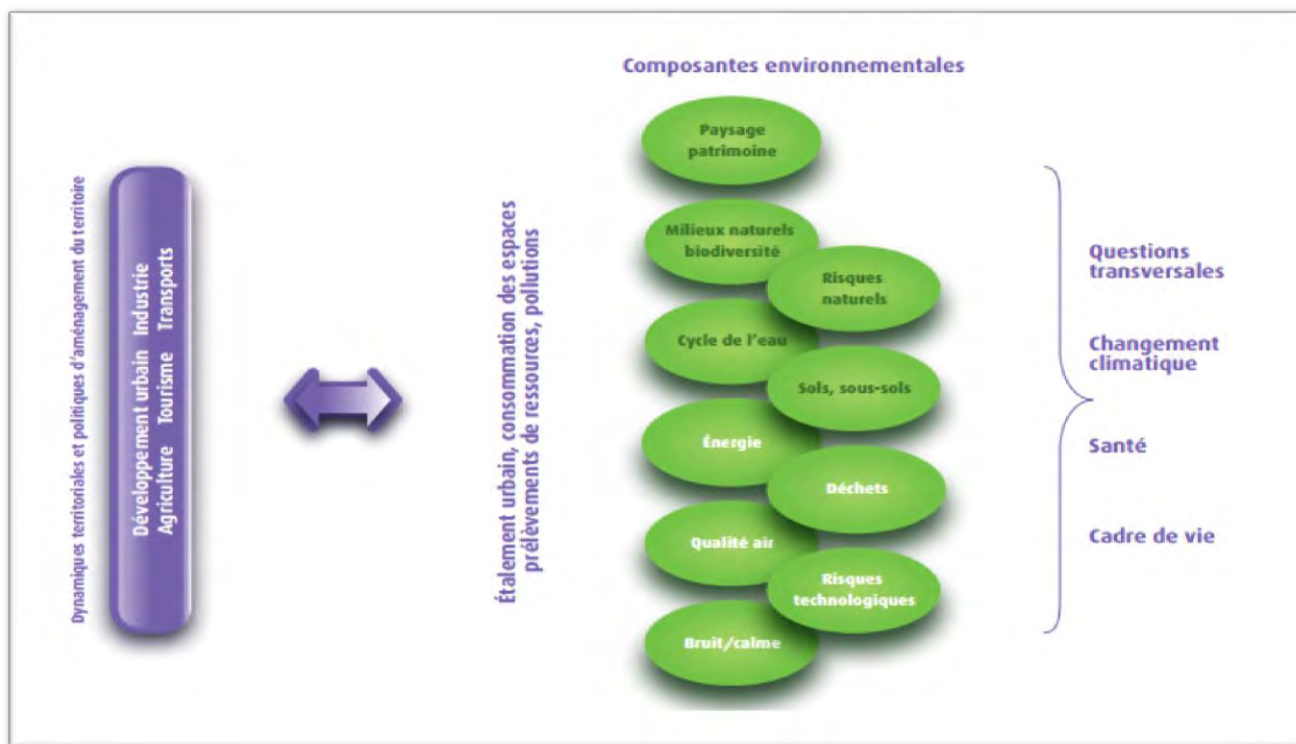 Composantes environnementales
Dynamiques territoriales et politiques d'aménagement du territoire
Développement urbain Industrie
Agriculture Tourisme Transports
Étalement urbain, consommation des espaces
prélèvements de ressources, pollutions
Paysage
patrimoine
Milieux naturels
biodiversité
Risques
naturels
Cycle de l'eau
Sols, sous-sols
Énergie
Déchets
Qualité air
Risques
technologiques
Bruit/calme
Questions
transversales
Changement
climatique
Santé
Cadre de vie